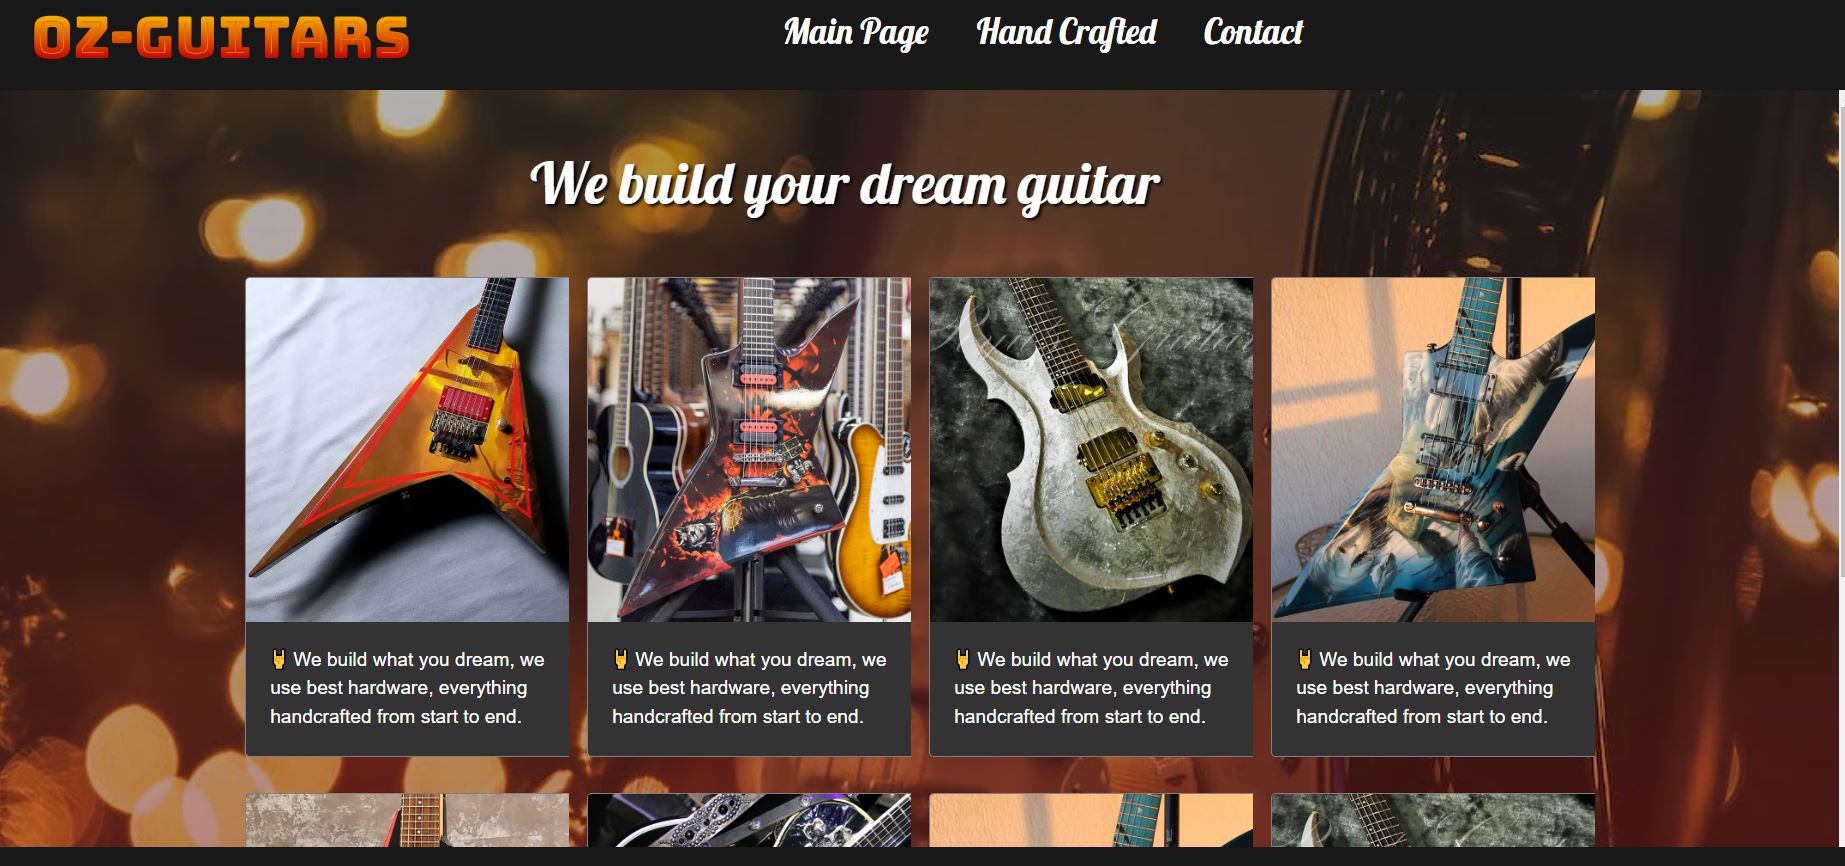 OZ-GUITARS
Main Page
Hand Crafted
Contact
We build your dream guitar
🤘 We build what you dream, we
use best hardware, everything
handcrafted from start to end.
🤘 We build what you dream, we
use best hardware, everything
handcrafted from start to end.
🤘 We build what you dream, we
use best hardware, everything
handcrafted from start to end.
🤘 We build what you dream, we
use best hardware, everything
handcrafted from start to end.